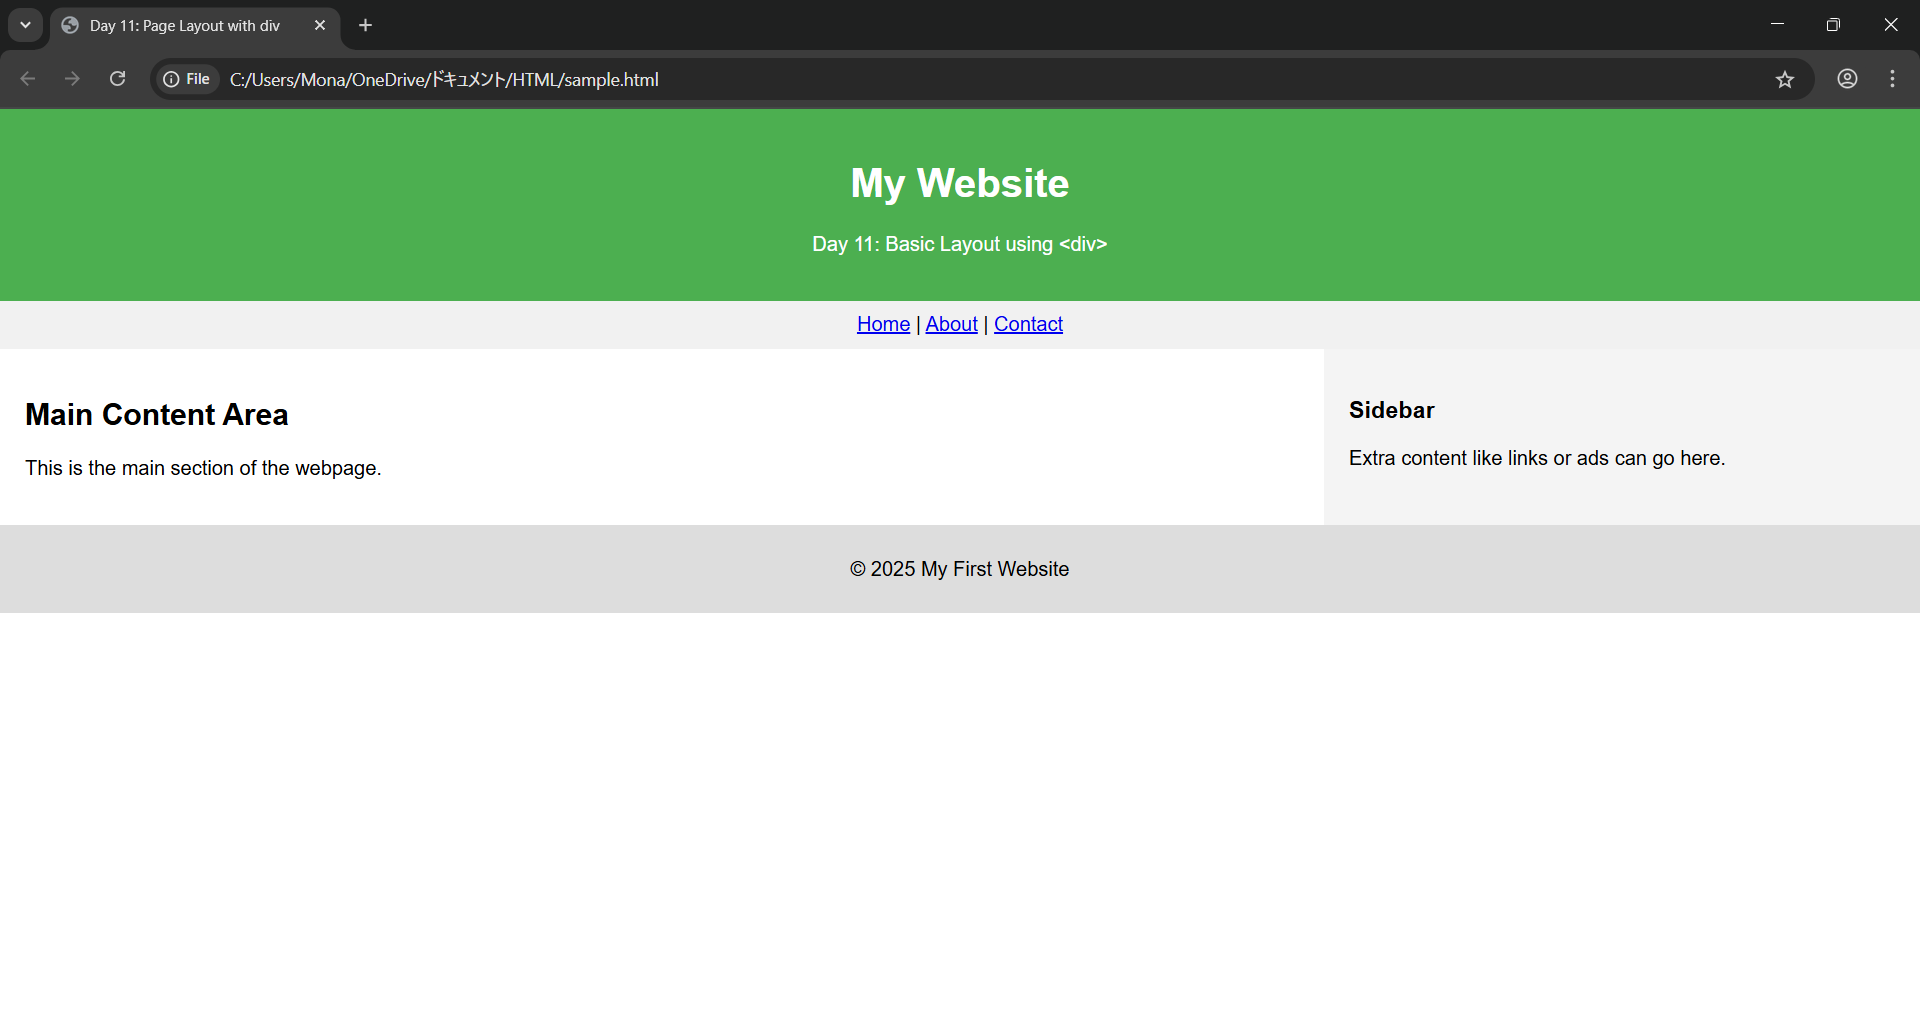 Day 11: Page Layout with div
File C:/Users/Mona/OneDrive/ドキュメント/HTML/sample.html
My Website
Day 11: Basic Layout using <div>
Home | About | Contact
Main Content Area
This is the main section of the webpage.
Sidebar
Extra content like links or ads can go here.
© 2025 My First Website